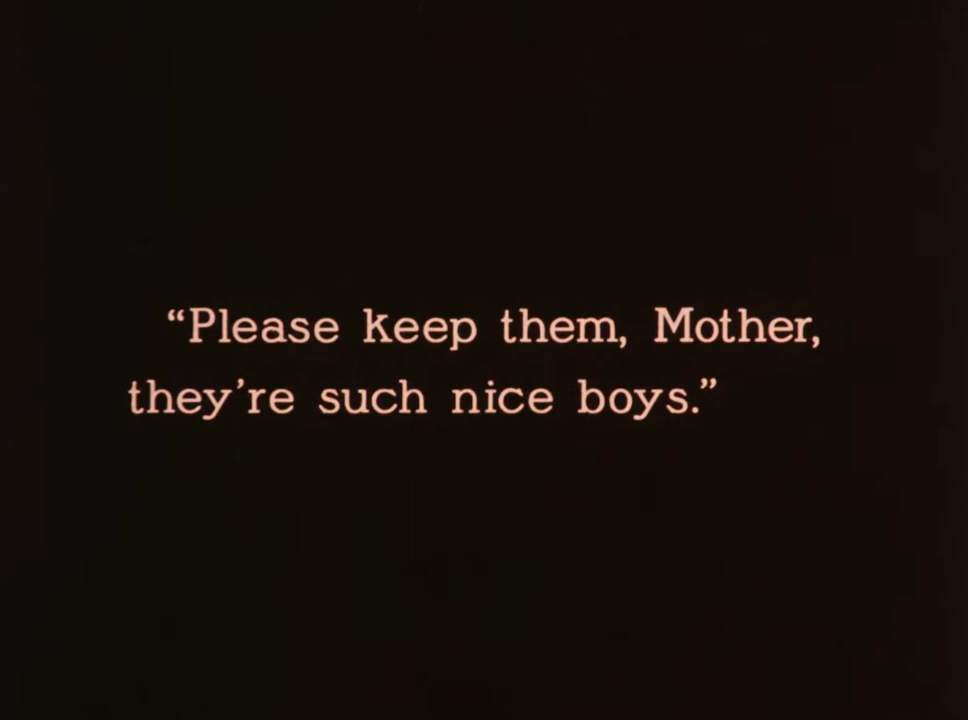 “Please keep them, Mother,
they’re such nice boys.”